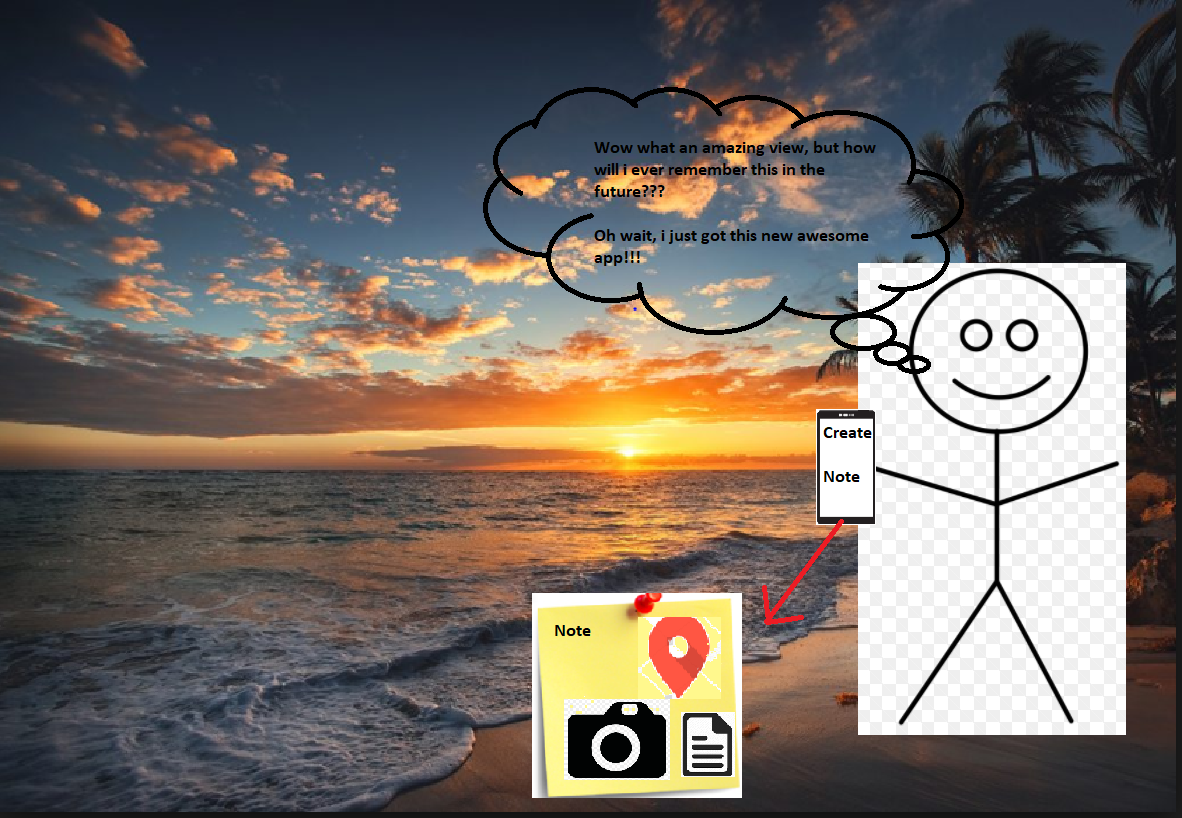 Wow what an amazing view, but how
will i ever remember this in the
future???
Oh wait, i just got this new awesome
app!!!
Create
Note
Note